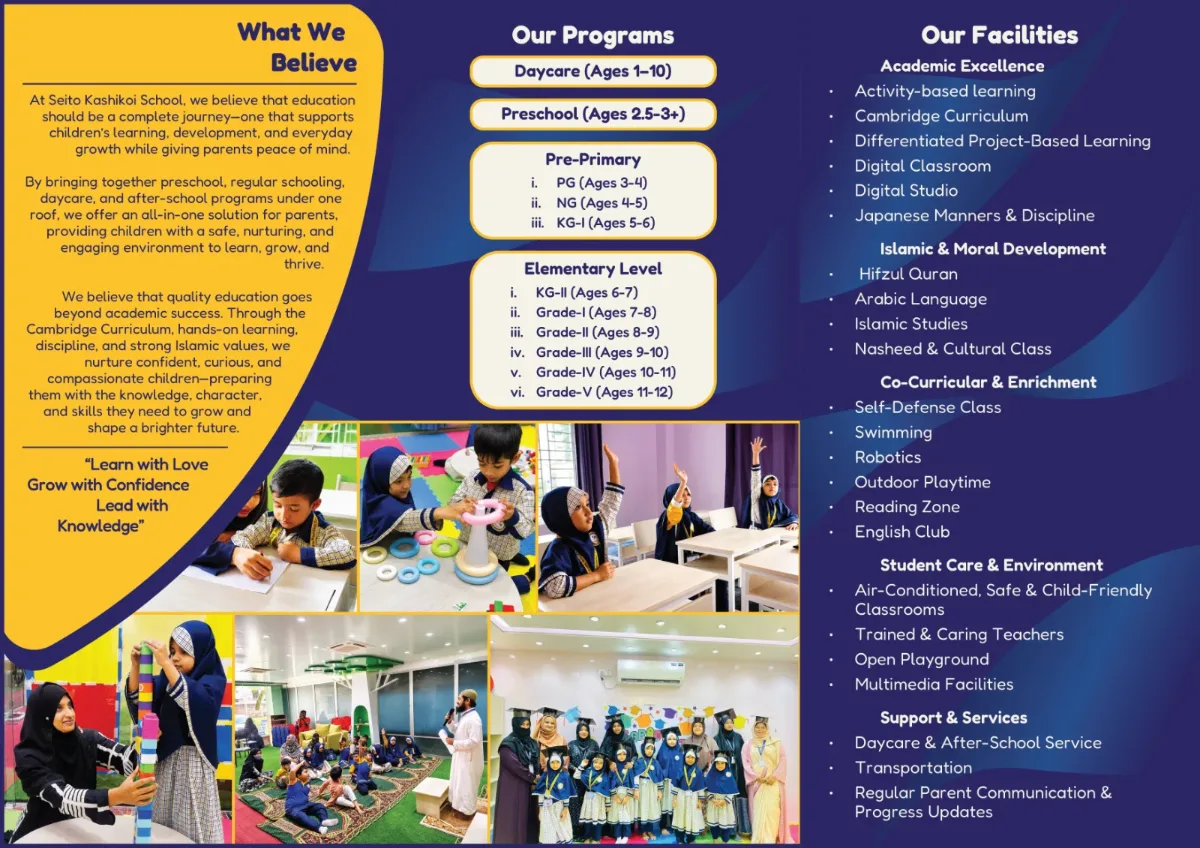 What We
Believe
At Seito Kashikoi School, we believe that education
should be a complete journey—one that supports
children's learning, development, and everyday
growth while giving parents peace of mind.
By bringing together preschool, regular schooling,
daycare, and after-school programs under one
roof, we offer an all-in-one solution for parents,
providing children with a safe, nurturing, and
engaging environment to learn, grow, and
thrive.
We believe that quality education goes
beyond academic success. Through the
Cambridge Curriculum, hands-on learning,
discipline, and strong Islamic values, we
nurture confident, curious, and
compassionate children—preparing
them with the knowledge, character,
and skills they need to grow and
shape a brighter future.
"Learn with Love
Grow with Confidence
Lead with
Knowledge"
Our Programs
Daycare (Ages 1–10)
Preschool (Ages 2.5-3+)
Pre-Primary
i. PG (Ages 3-4)
ii. NG (Ages 4-5)
iii. KG-I (Ages 5-6)
Elementary Level
i. KG-II (Ages 6-7)
ii. Grade-I (Ages 7-8)
iii. Grade-II (Ages 8-9)
iv. Grade-III (Ages 9-10)
v. Grade-IV (Ages 10-11)
vi. Grade-V (Ages 11-12)
Our Facilities
Academic Excellence
• Activity-based learning
• Cambridge Curriculum
• Differentiated Project-Based Learning
• Digital Classroom
• Digital Studio
• Japanese Manners & Discipline
Islamic & Moral Development
• Hifzul Quran
• Arabic Language
• Islamic Studies
• Nasheed & Cultural Class
Co-Curricular & Enrichment
• Self-Defense Class
• Swimming
• Robotics
• Outdoor Playtime
• Reading Zone
• English Club
Student Care & Environment
• Air-Conditioned, Safe & Child-Friendly
Classrooms
• Trained & Caring Teachers
• Open Playground
• Multimedia Facilities
Support & Services
• Daycare & After-School Service
• Transportation
• Regular Parent Communication &
Progress Updates